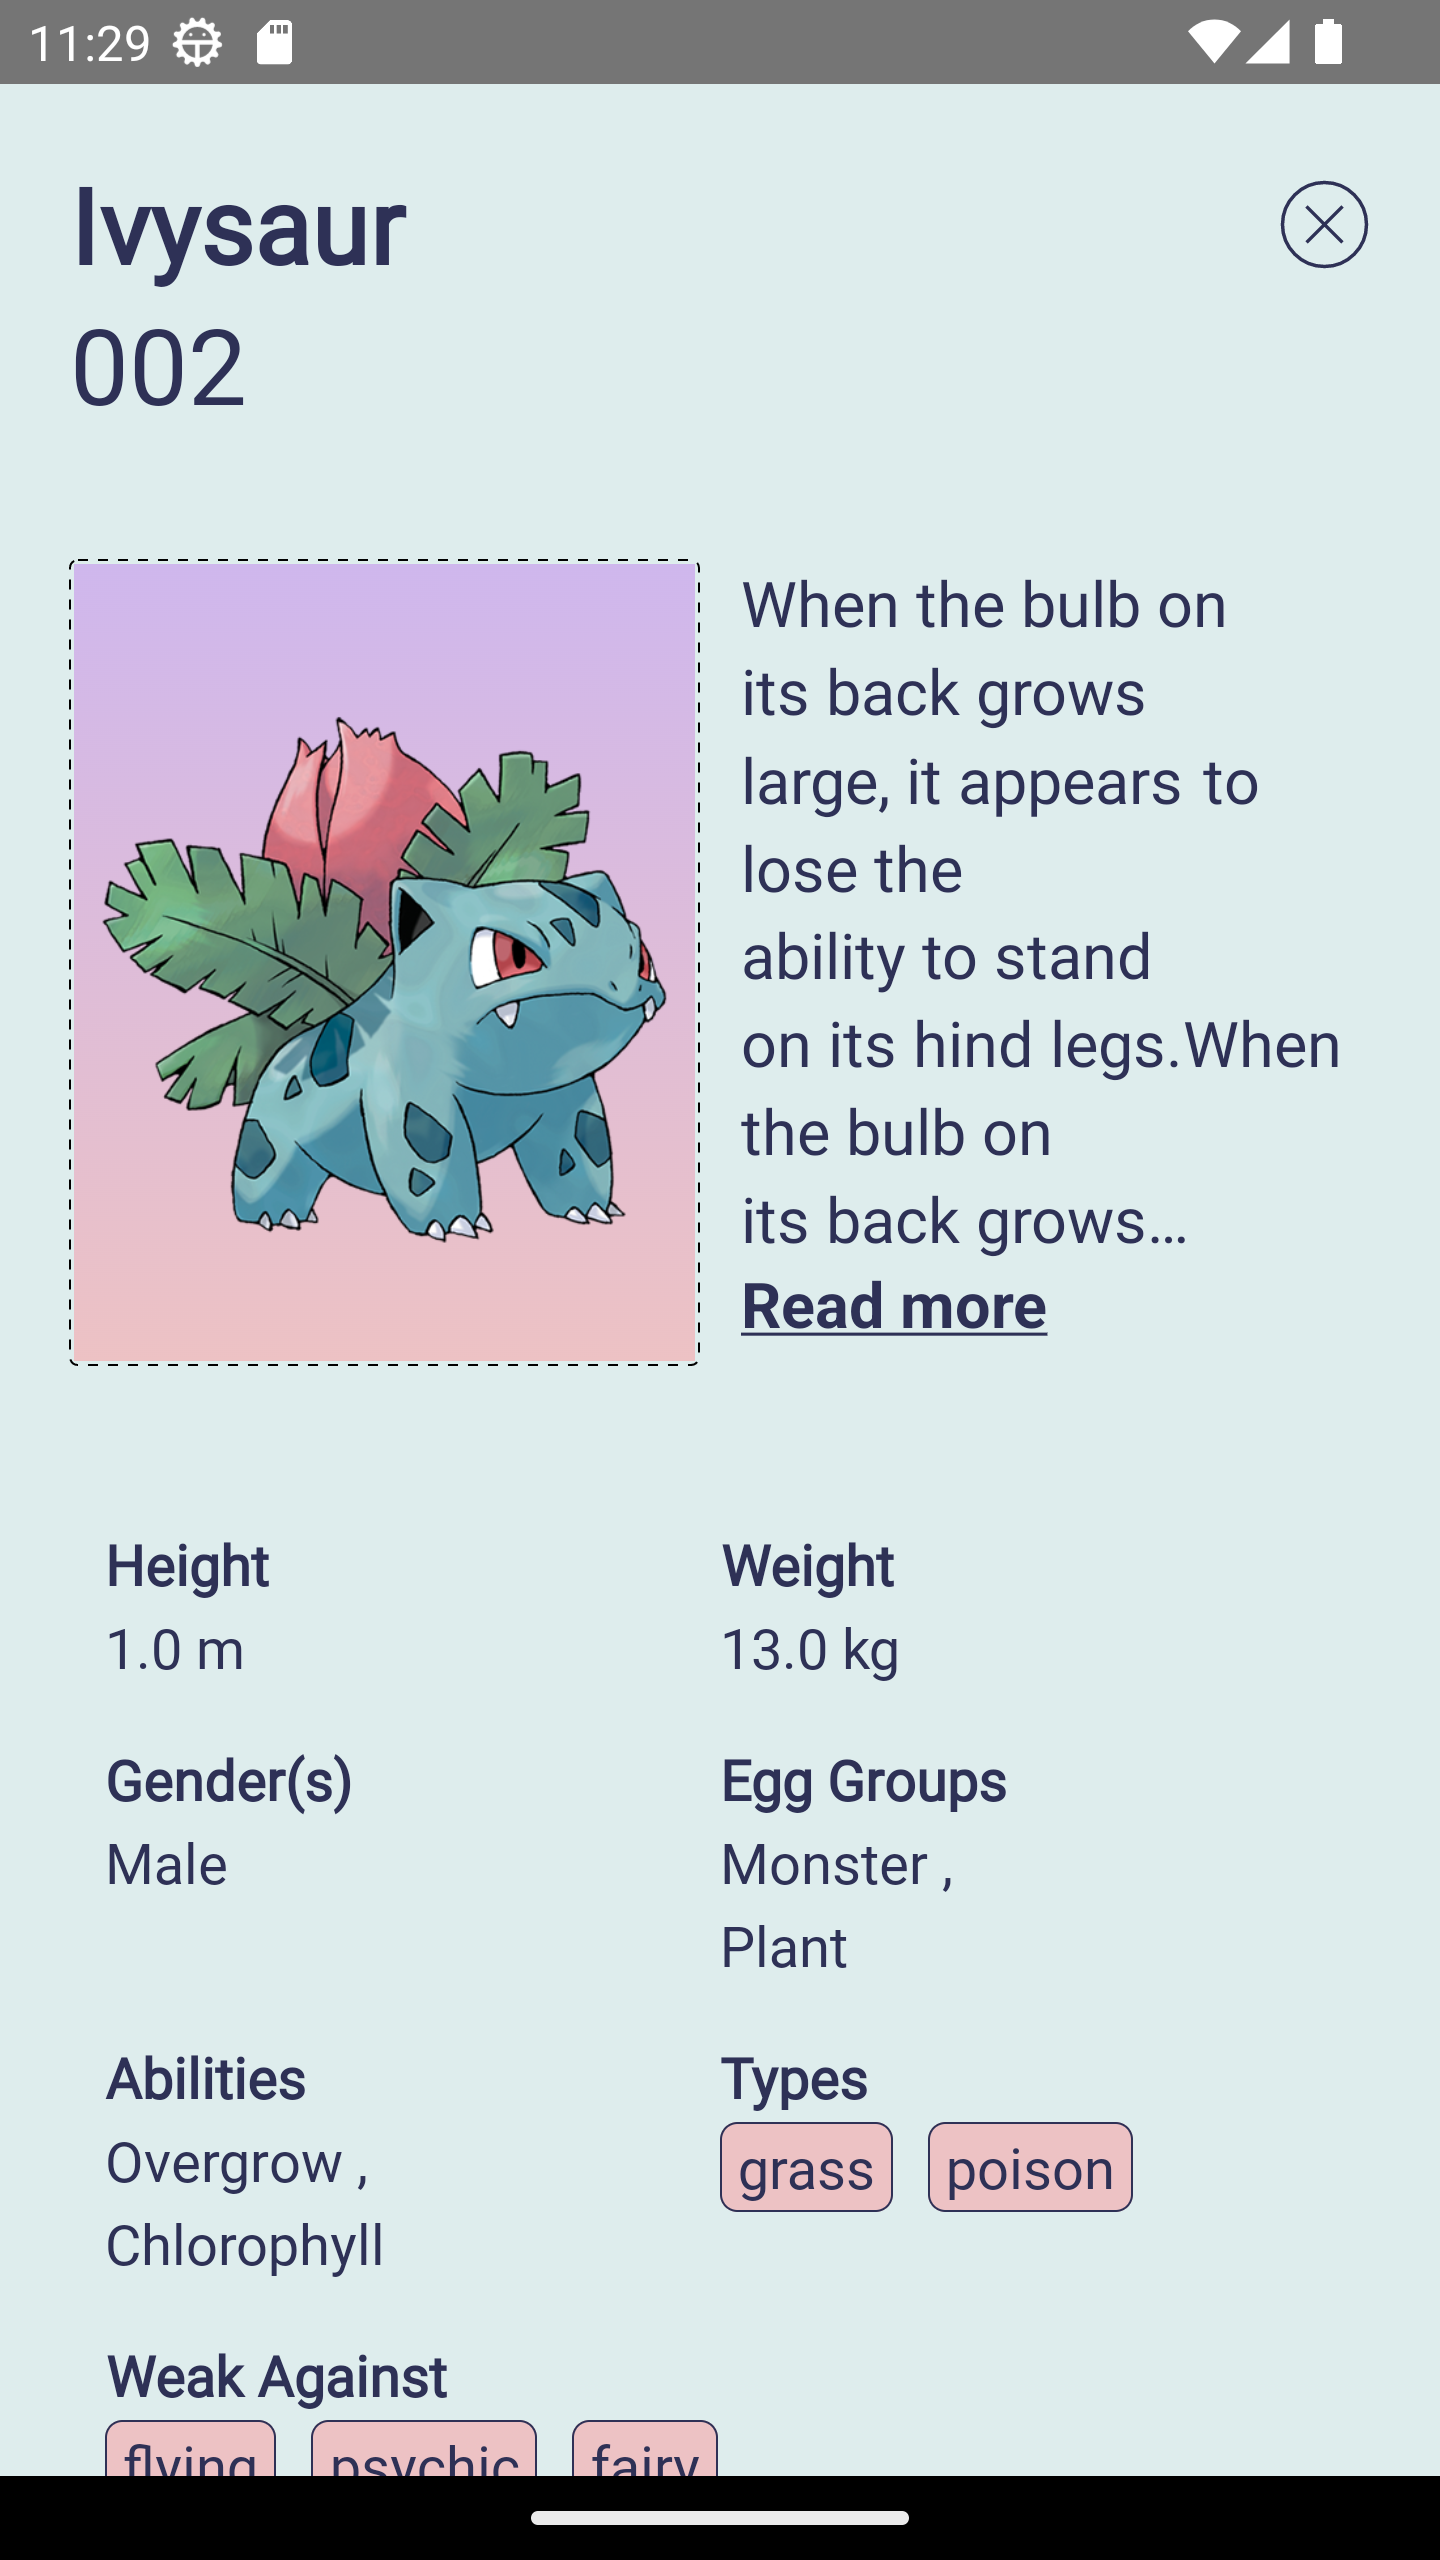 11:29
Ivysaur
002
When the bulb on
its back grows
large, it appears to
lose the
ability to stand
on its hind legs.When
the bulb on
its back grows…
Read more
Height
Weight
1.0 m
13.0 kg
Gender(s)
Egg Groups
Male
Monster ,
Plant
Abilities
Types
Overgrow ,
Chlorophyll
grass
poison
Weak Against
flying
psychic
fairy